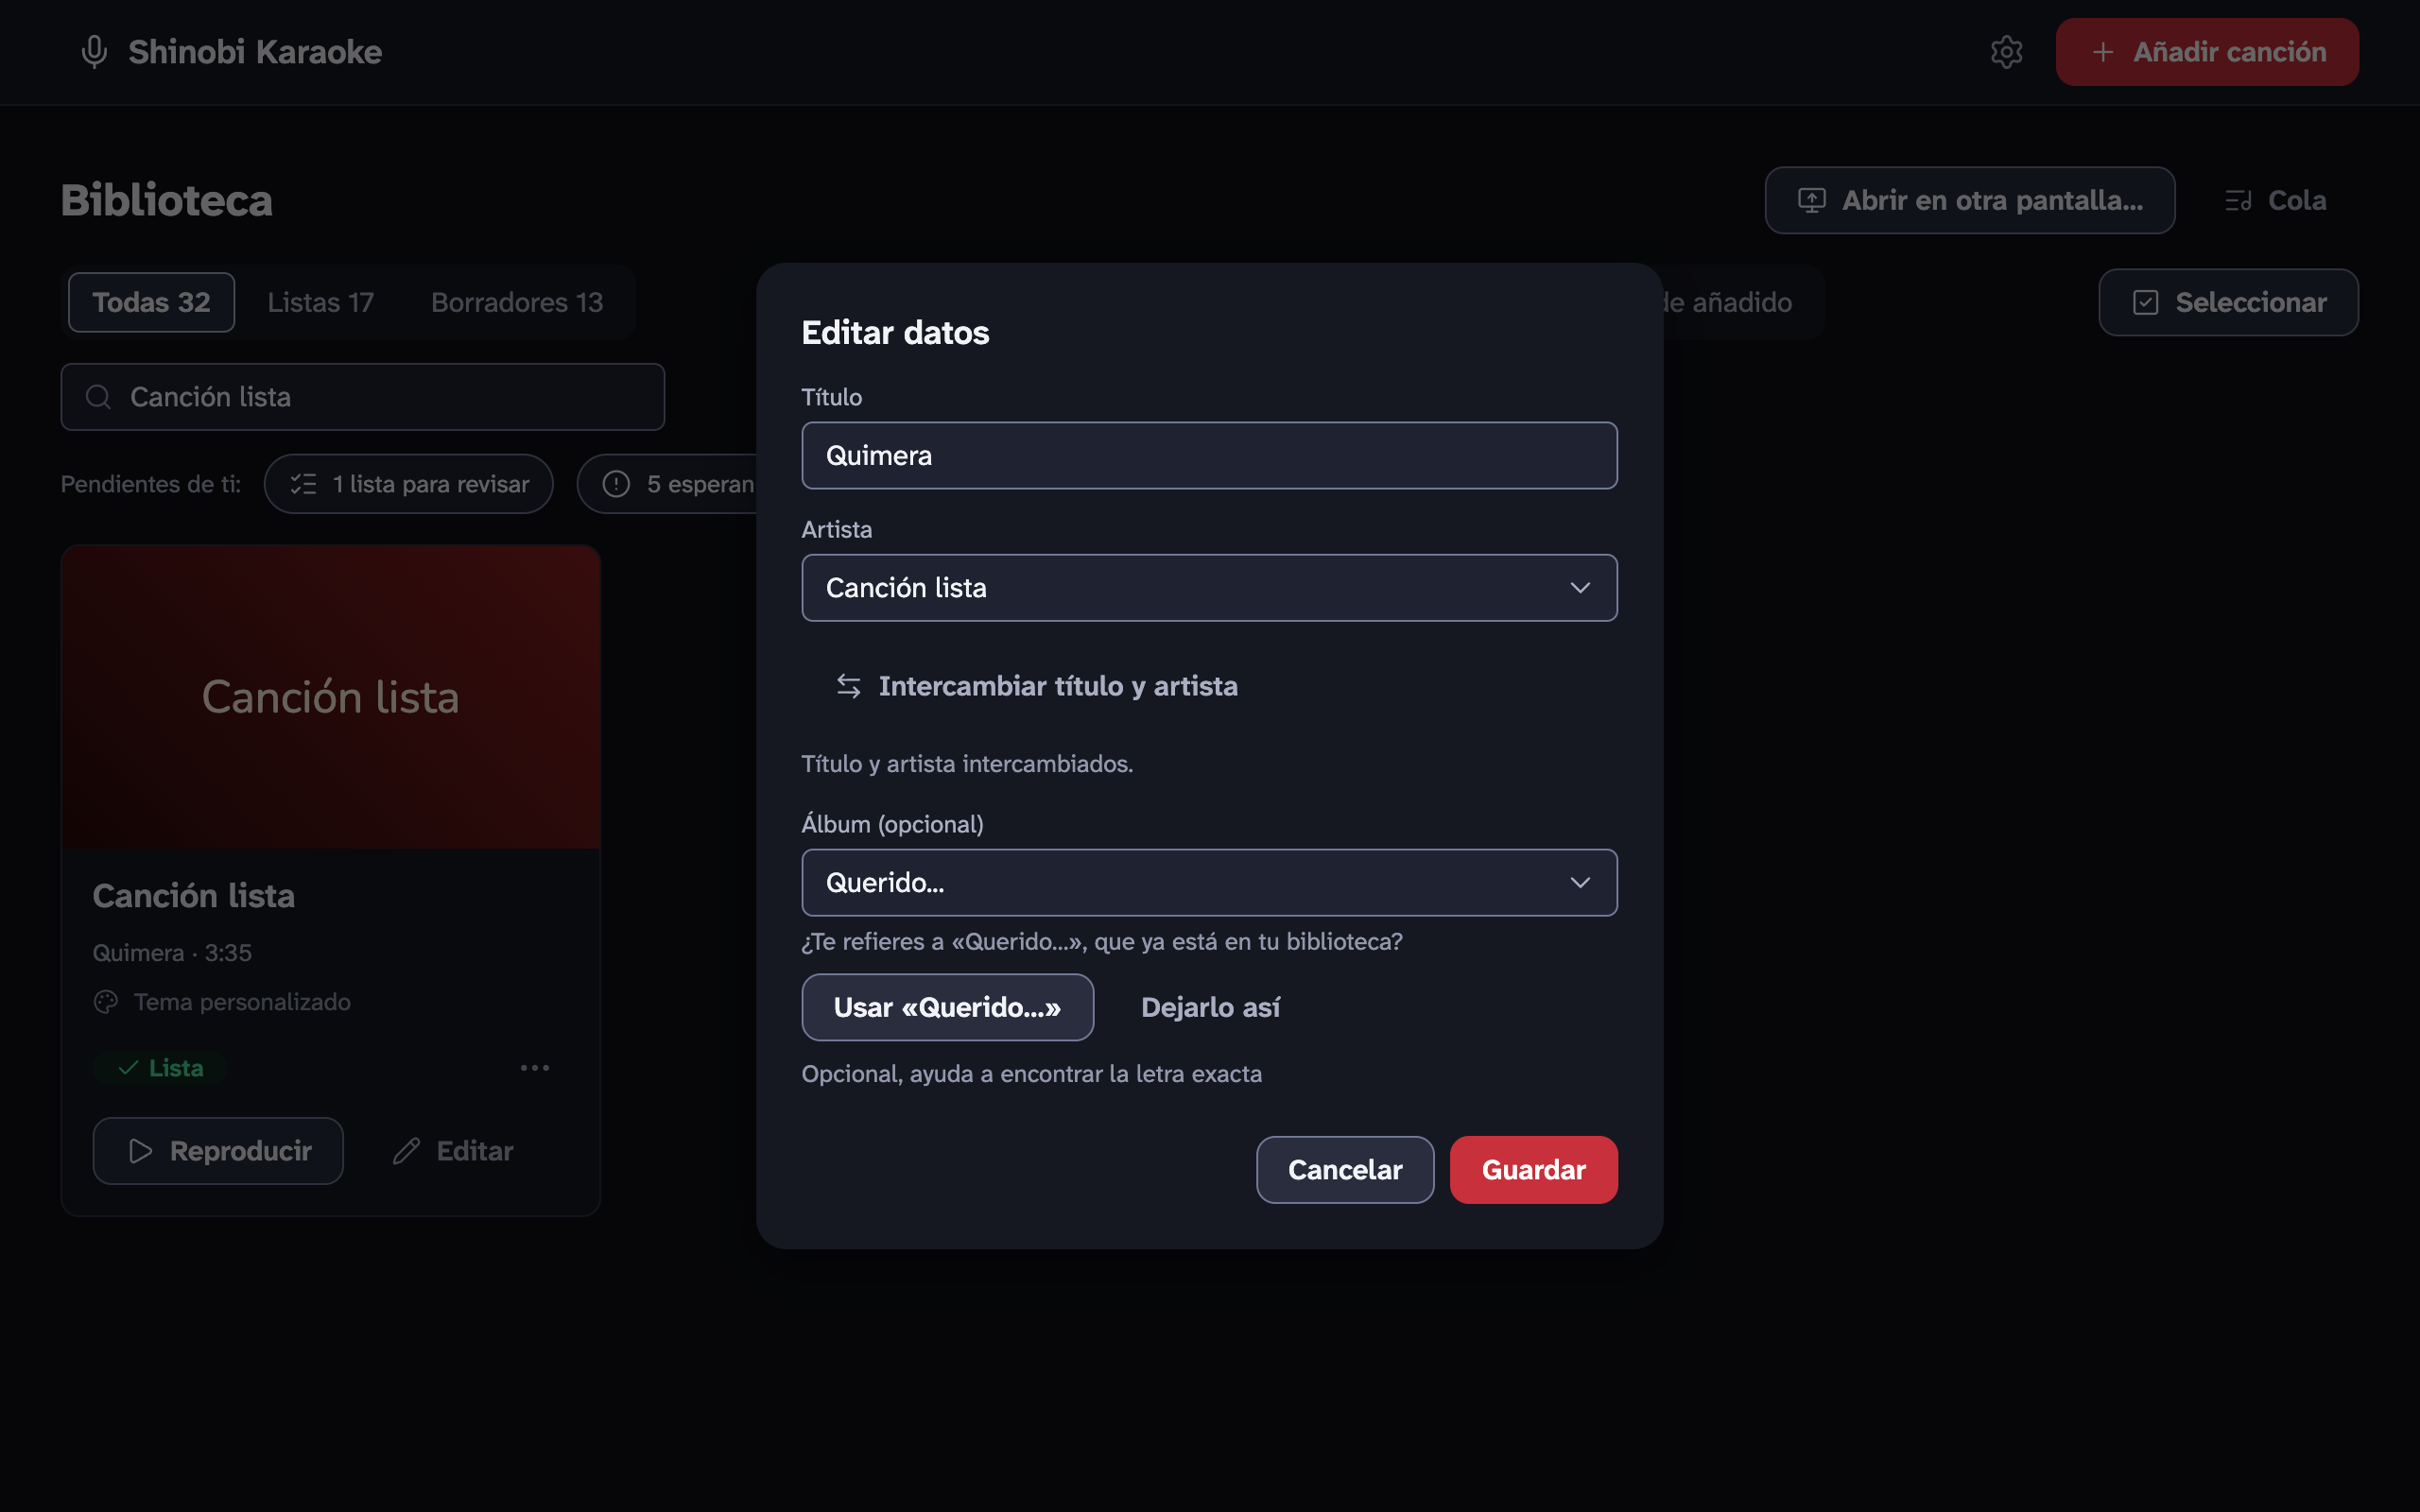 Shinobi Karaoke
Añadir canción
Biblioteca
Abrir en otra pantalla...
Cola
Todas 32
Listas 17
Borradores 13
de añadido
Seleccionar
Canción lista
Pendientes de ti:
1 lista para revisar
5 esperan
Canción lista
Canción lista
Quimera · 3:35
Tema personalizado
Lista
Reproducir
Editar
Editar datos
Título
Quimera
Artista
Canción lista
Intercambiar título y artista
Título y artista intercambiados.
Álbum (opcional)
Querido...
¿Te refieres a «Querido...», que ya está en tu biblioteca?
Usar «Querido...»
Dejarlo así
Opcional, ayuda a encontrar la letra exacta
Cancelar
Guardar